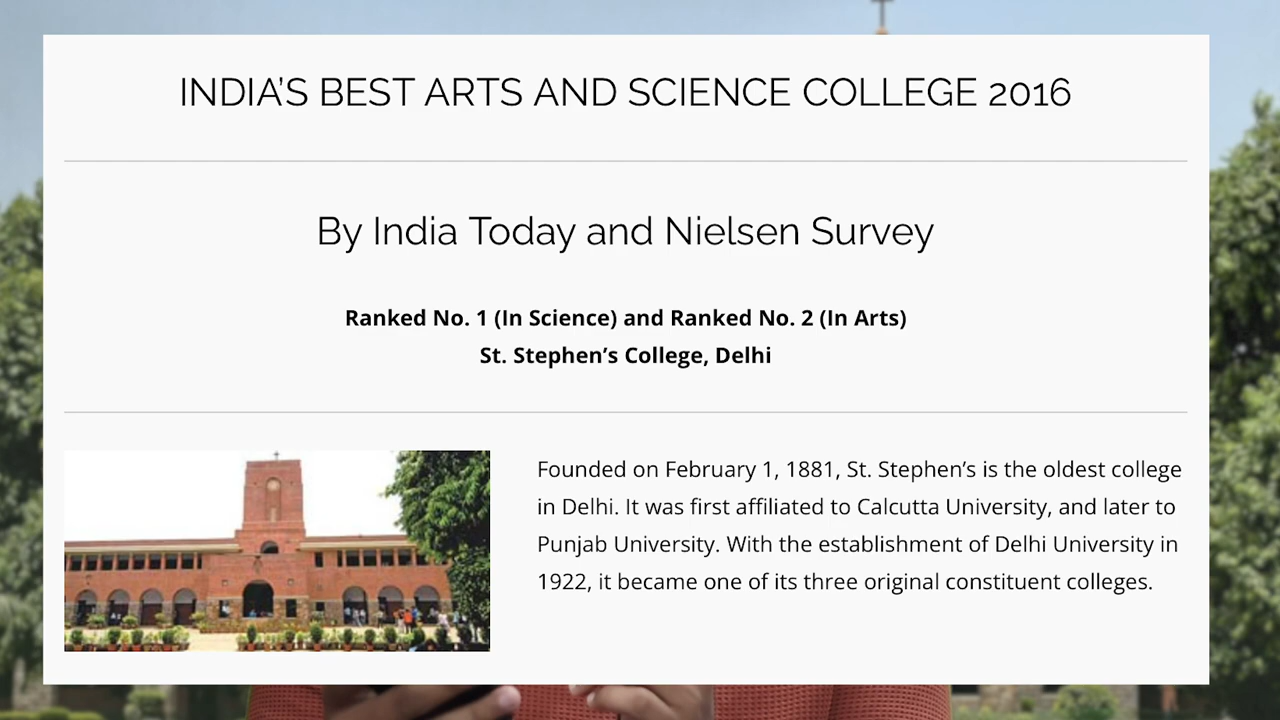 INDIA'S BEST ARTS AND SCIENCE COLLEGE 2016
By India Today and Nielsen Survey
Ranked No. 1 (In Science) and Ranked No. 2 (In Arts)
St. Stephen's College, Delhi
Founded on February 1, 1881, St. Stephen's is the oldest college
in Delhi. It was first affiliated to Calcutta University, and later to
Punjab University. With the establishment of Delhi University in
1922, it became one of its three original constituent colleges.